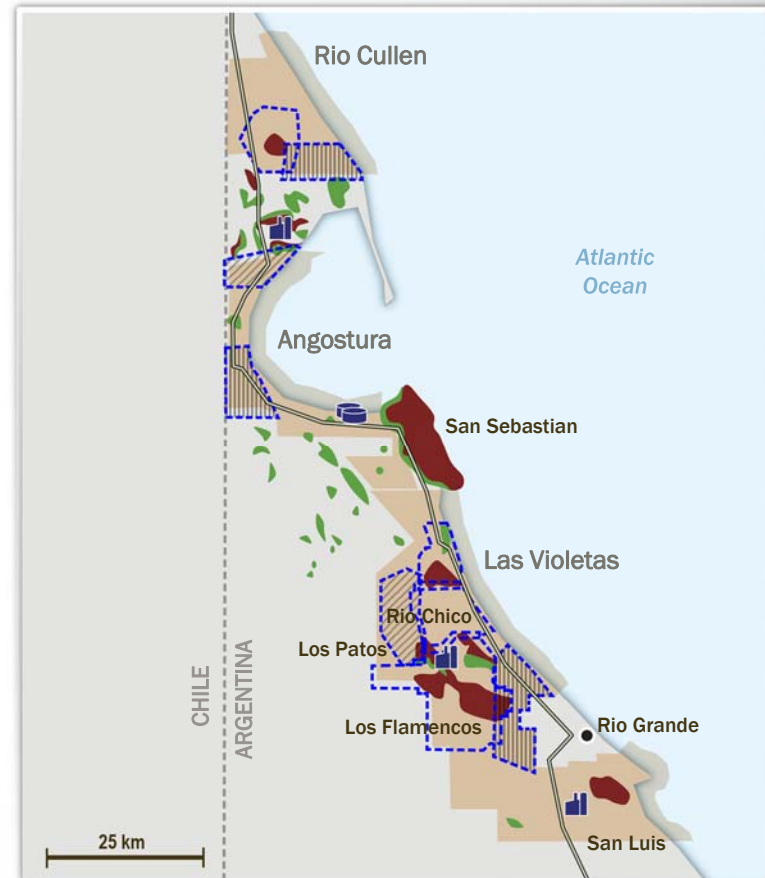 Rio Cullen
Atlantic
Ocean
Angostura
San Sebastian
Las Violetas
Rio Chico
Los Patos
CHILE
ARGENTINA
Los Flamencos
Rio Grande
25 km
San Luis